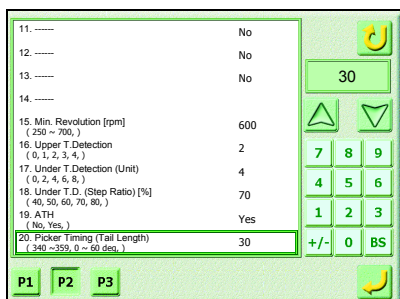 11. ------ No
12. ------ No
13. ------ No
14. ------
15. Min. Revolution [rpm] 600
( 250 ~ 700, )
16. Upper T.Detection 2
( 0, 1, 2, 3, 4, )
17. Under T.Detection (Unit) 4
( 0, 2, 4, 6, 8, )
18. Under T.D. (Step Ratio) [%] 70
( 40, 50, 60, 70, 80, )
19. ATH Yes
( No, Yes, )
20. Picker Timing (Tail Length) 30
( 340 ~359, 0 ~ 60 deg, )
30
7 8 9
4 5 6
1 2 3
+/- 0 BS
P1 P2 P3